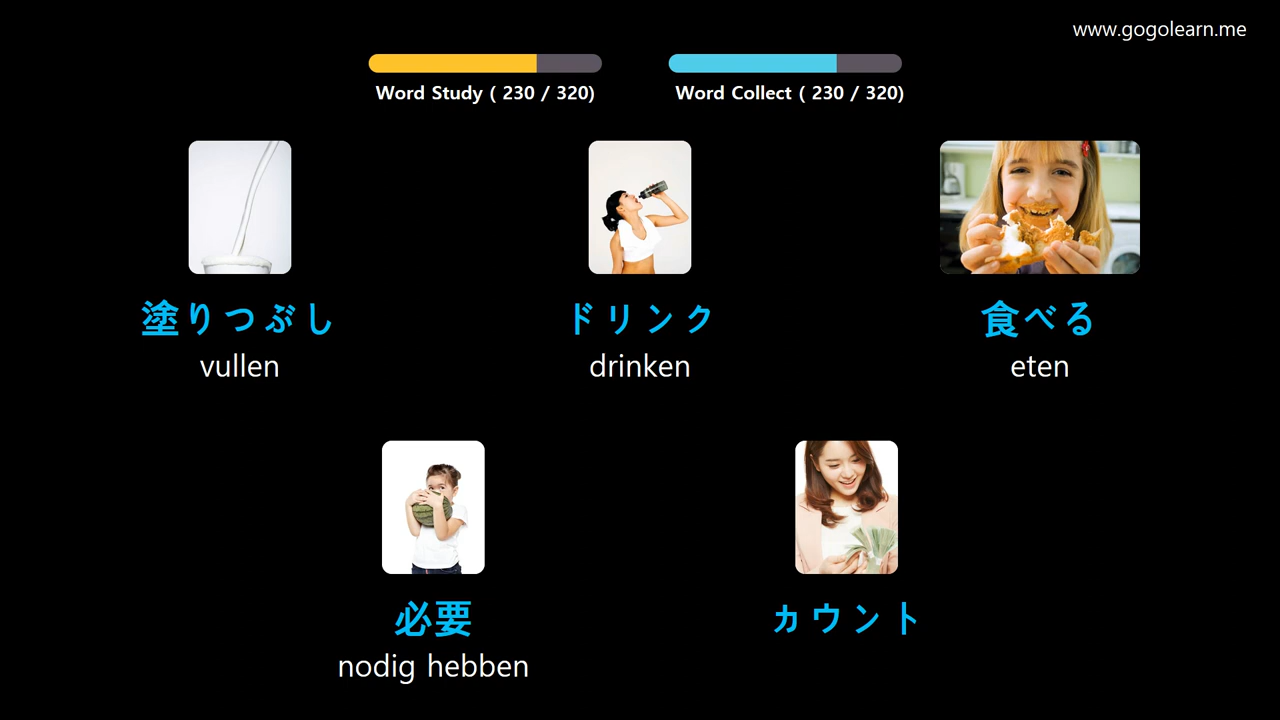 www.gogolearn.me
Word Study ( 230 / 320)
Word Collect ( 230 / 320)
塗りつぶし
vullen
ドリンク
drinken
食べる
eten
必要
nodig hebben
カウント